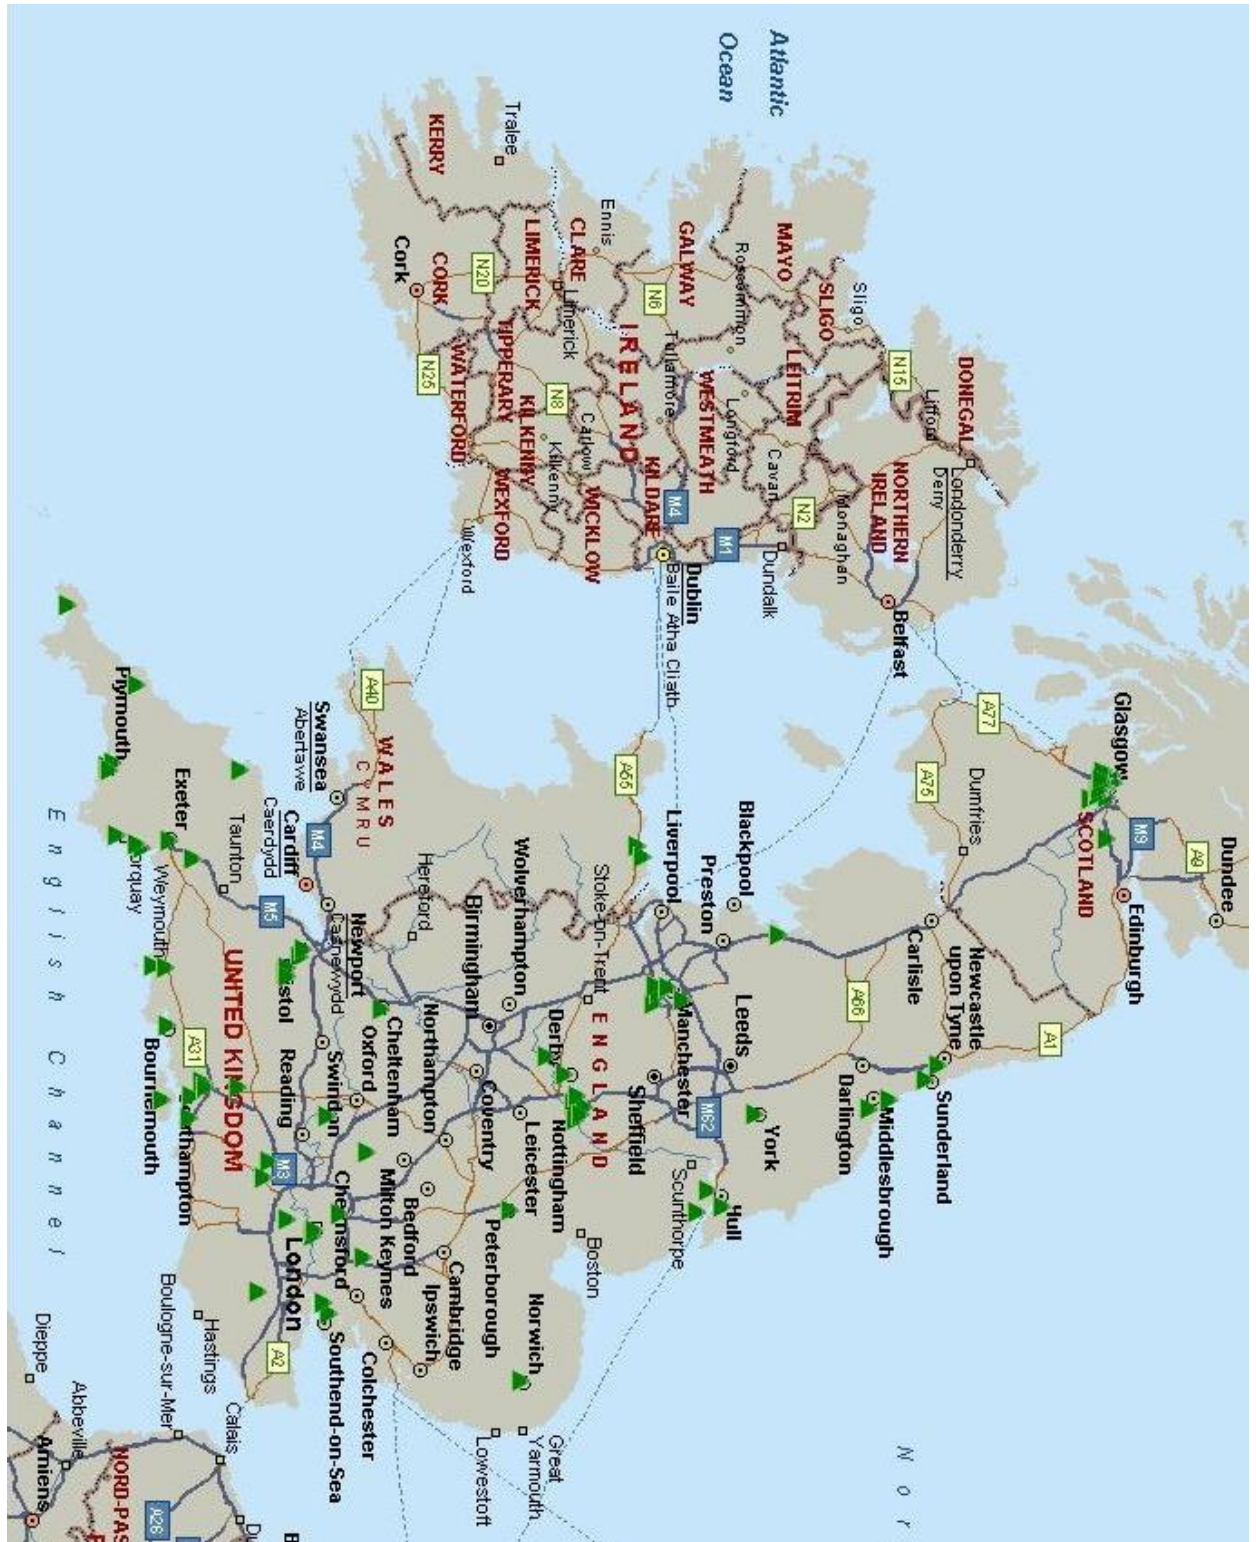 Atlantic
Ocean
DONEGAL
Londonderry
Derry
Lifford
N15
NORTHERN
IRELAND
Belfast
Sligo
SLIGO
MAYO
LEITRIM
Monaghan
N2
Cavan
Dundalk
M1
Roscommon
Longford
GALWAY
WESTMEATH
Tullamore
M4
Dublin
Baile Atha Cliath
N6
KILDARE
IRELAND
Ennis
CLARE
WICKLOW
Carlow
Limerick
LIMERICK
N8
Kilkenny
KILKENNY
TIPPERARY
WEXFORD
Wexford
Tralee
KERRY
N20
CORK
Cork
WATERFORD
N25
Dundee
A9
M9
Glasgow
Edinburgh
SCOTLAND
A77
A75
Dumfries
A1
Newcastle
upon Tyne
Carlisle
Sunderland
A66
Middlesbrough
Darlington
Blackpool
Preston
Leeds
York
M62
Hull
Liverpool
Manchester
Sheffield
Scunthorpe
A55
Stoke-on-Trent
ENGLAND
Derby
Nottingham
Boston
Wolverhampton
Leicester
Birmingham
Coventry
Peterborough
Norwich
Great
Yarmouth
Lowestoft
Hereford
Northampton
Cambridge
Ipswich
Bedford
Milton Keynes
Cheltenham
Oxford
Colchester
WALES
CYMRU
A40
Swansea
Abertawe
M4
Cardiff
Caerdydd
Newport
Casnewydd
Swindon
Chelmsford
Southend-on-Sea
Reading
London
M3
A2
M5
UNITED KINGDOM
Taunton
A31
Exeter
Weymouth
Bournemouth
Hastings
Plymouth
English Channel
Calais
Boulogne-sur-Mer
Abbeville
Dieppe
Amiens
A26
NORD-PAS